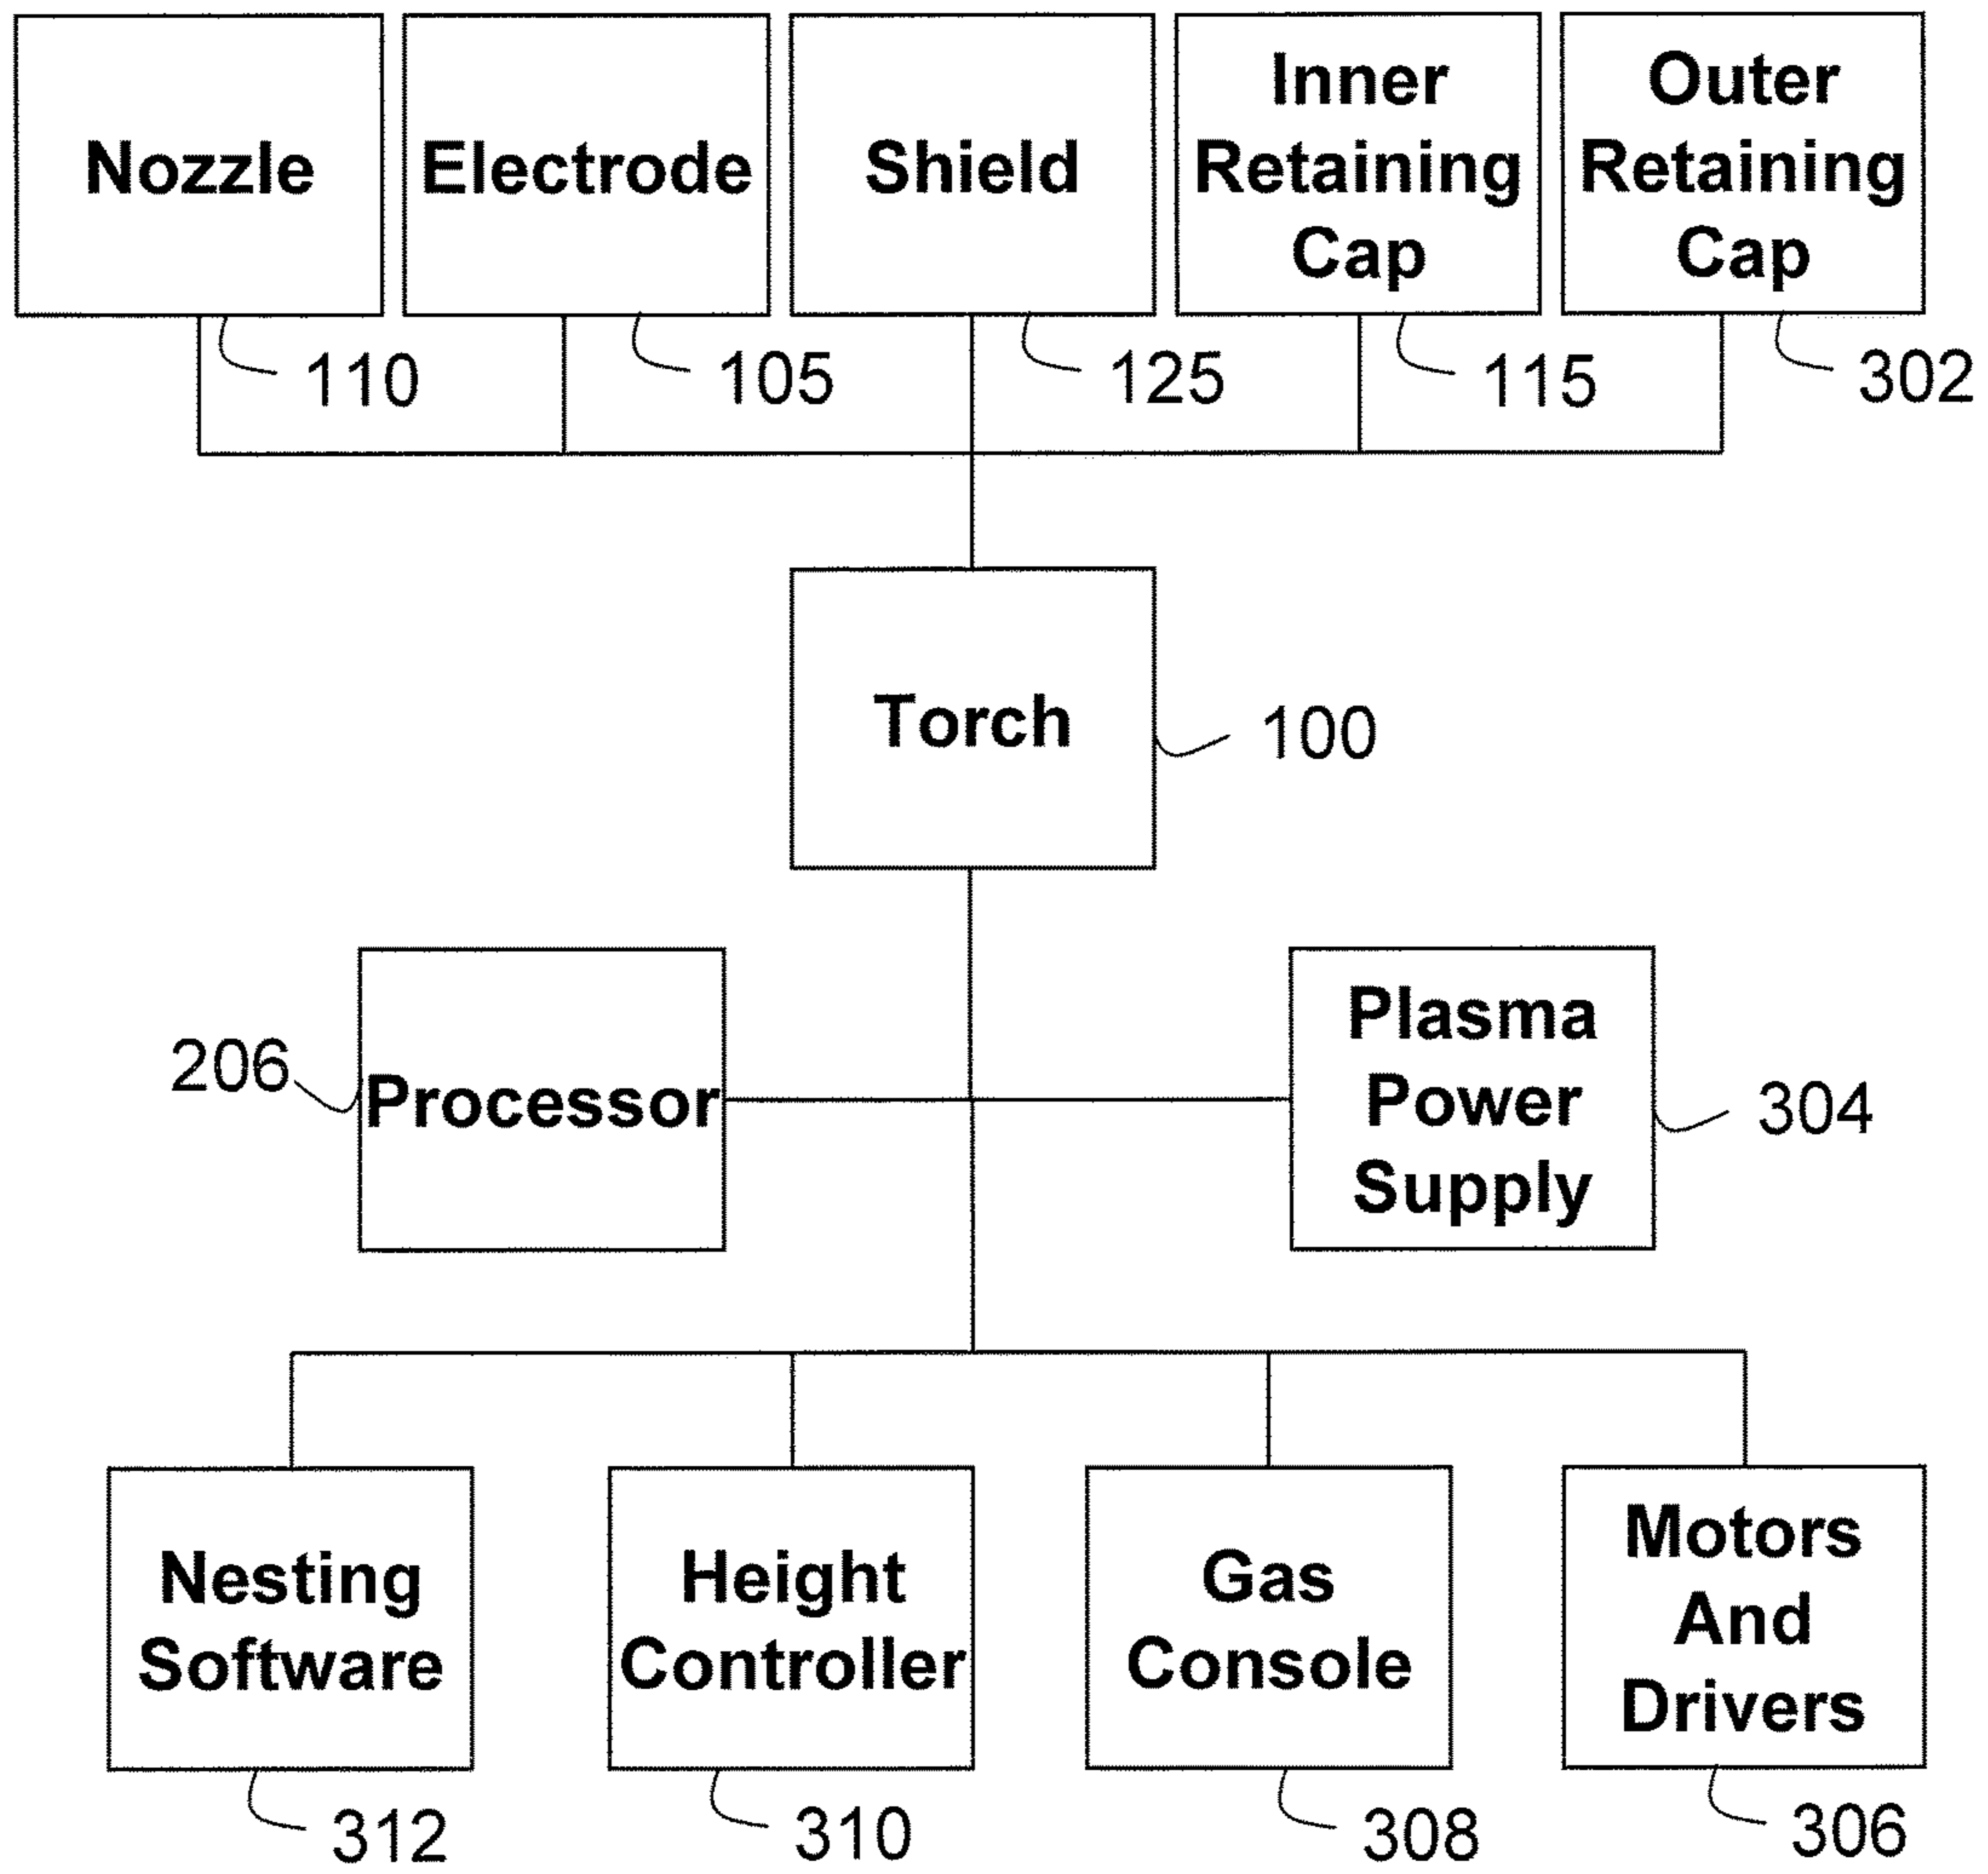 Nozzle
Electrode
Shield
Inner
Retaining
Cap
Outer
Retaining
Cap
110
105
125
115
302
Torch
100
206
Processor
Plasma
Power
Supply
304
Nesting
Software
Height
Controller
Gas
Console
Motors
And
Drivers
312
310
308
306